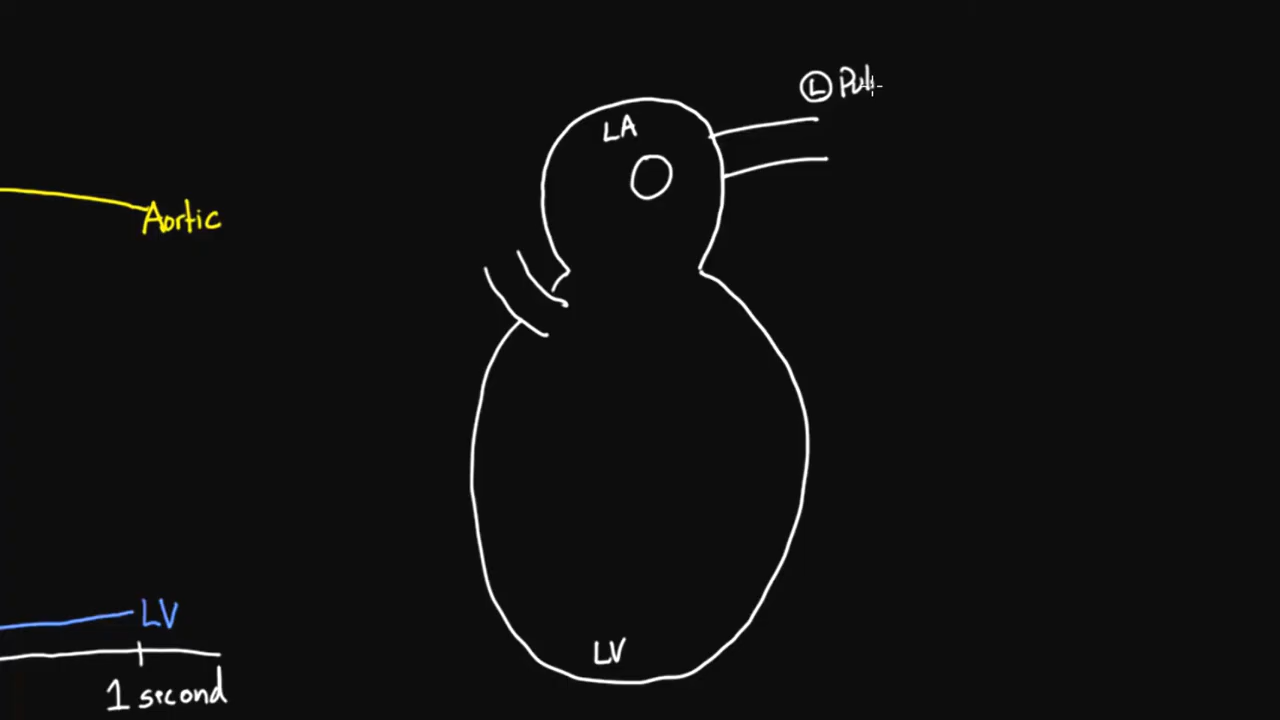 Ⓛ Pul
LA
Aortic
LV
1 second
LV